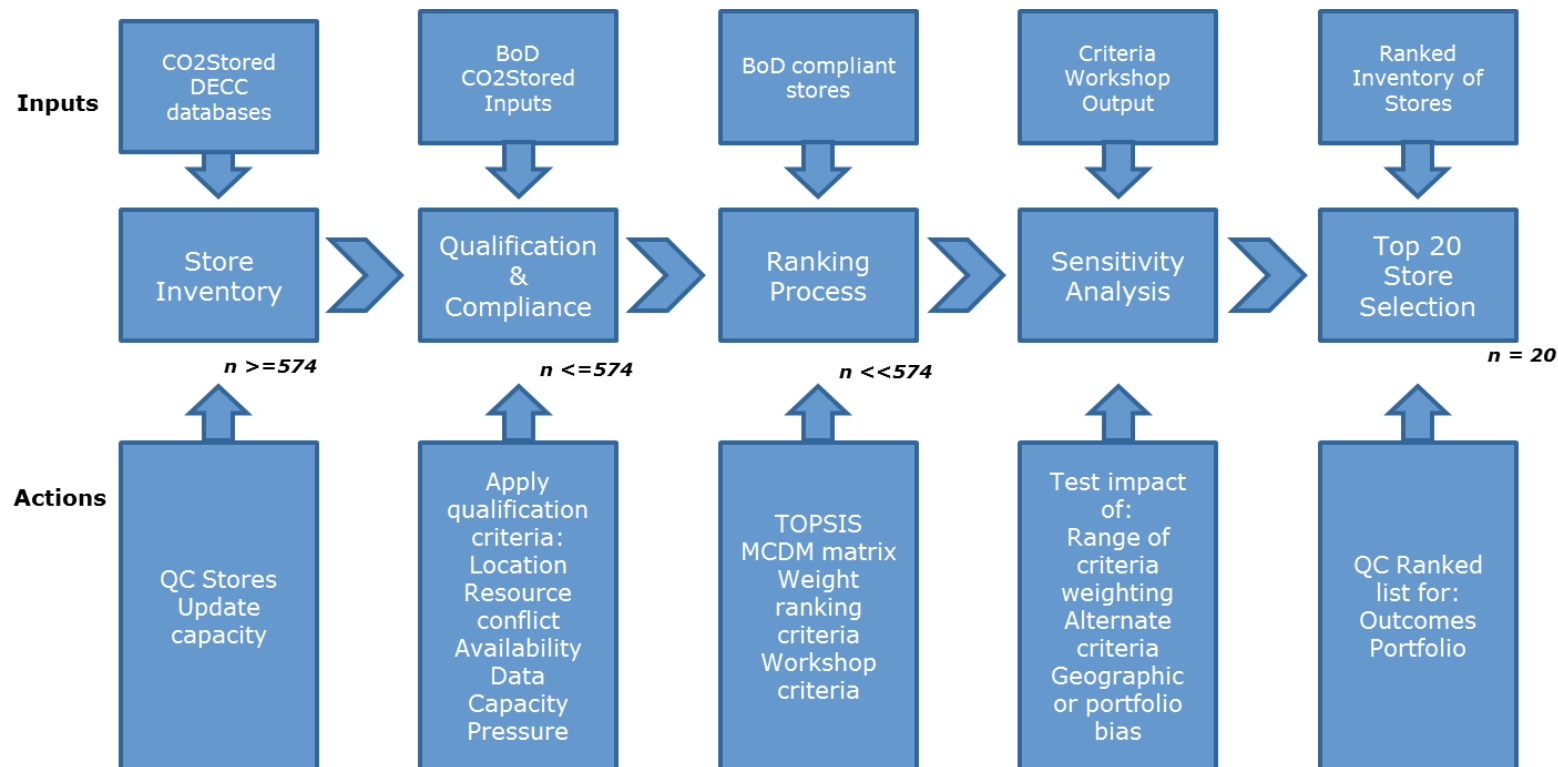 Inputs
CO2Stored
DECC
databases
BoD
CO2Stored
Inputs
BoD compliant
stores
Criteria
Workshop
Output
Ranked
Inventory of
Stores
Store
Inventory
Qualification
&
Compliance
Ranking
Process
Sensitivity
Analysis
Top 20
Store
Selection
n >=574
n <=574
n <<574
n = 20
Actions
QC Stores
Update
capacity
Apply
qualification
criteria:
Location
Resource
conflict
Availability
Data
Capacity
Pressure
TOPSIS
MCDM matrix
Weight
ranking
criteria
Workshop
criteria
Test impact
of:
Range of
criteria
weighting
Alternate
criteria
Geographic
or portfolio
bias
QC Ranked
list for:
Outcomes
Portfolio